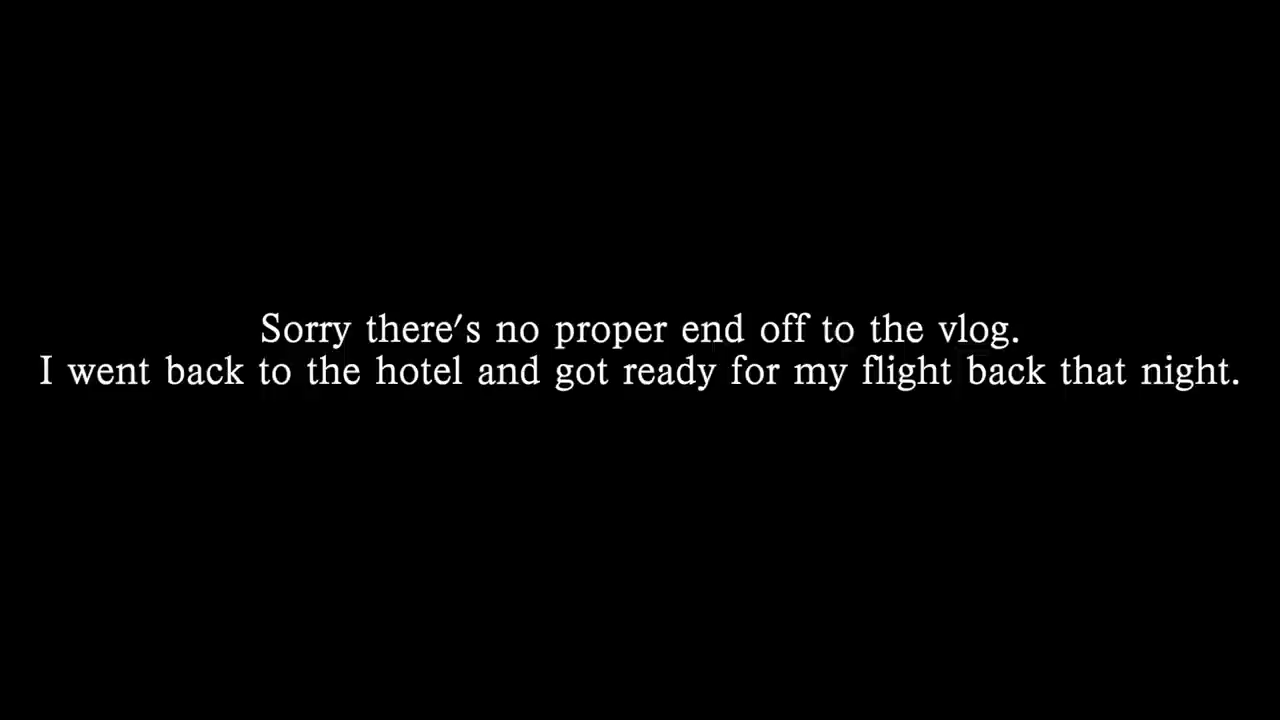 Sorry there's no proper end off to the vlog.
I went back to the hotel and got ready for my flight back that night.